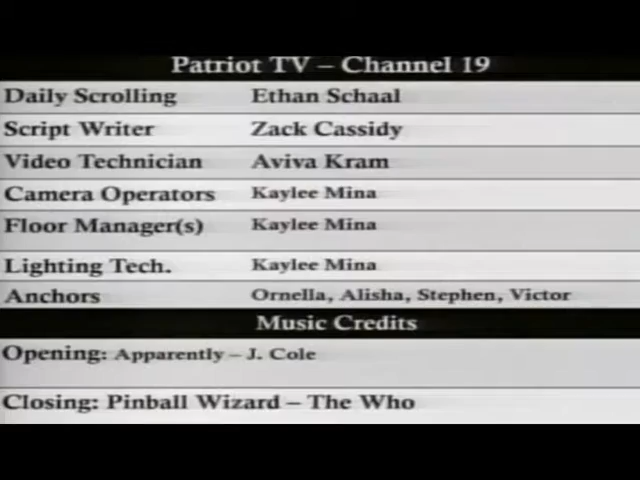 Patriot TV – Channel 19
Daily Scrolling Ethan Schaal
Script Writer Zack Cassidy
Video Technician Aviva Kram
Camera Operators Kaylee Mina
Floor Manager(s) Kaylee Mina
Lighting Tech. Kaylee Mina
Anchors Ornella, Alisha, Stephen, Victor
Music Credits
Opening: Apparently – J. Cole
Closing: Pinball Wizard – The Who